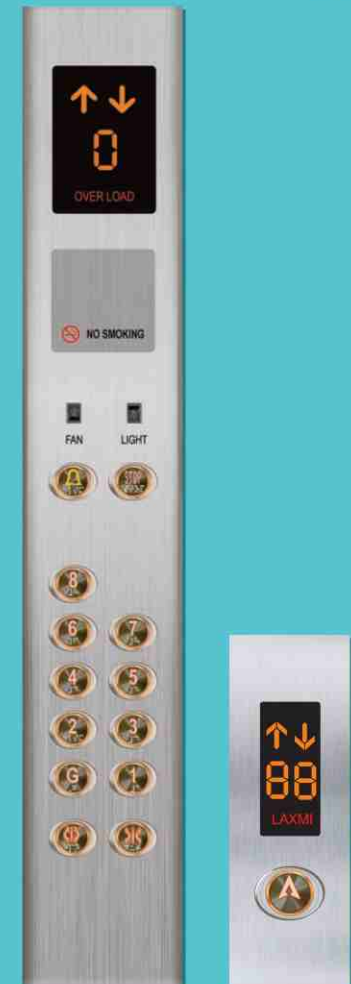 0
OVER LOAD
NO SMOKING
FAN LIGHT
STOP
8
6 7
4 5
2 3
G 1
88
LAXMI